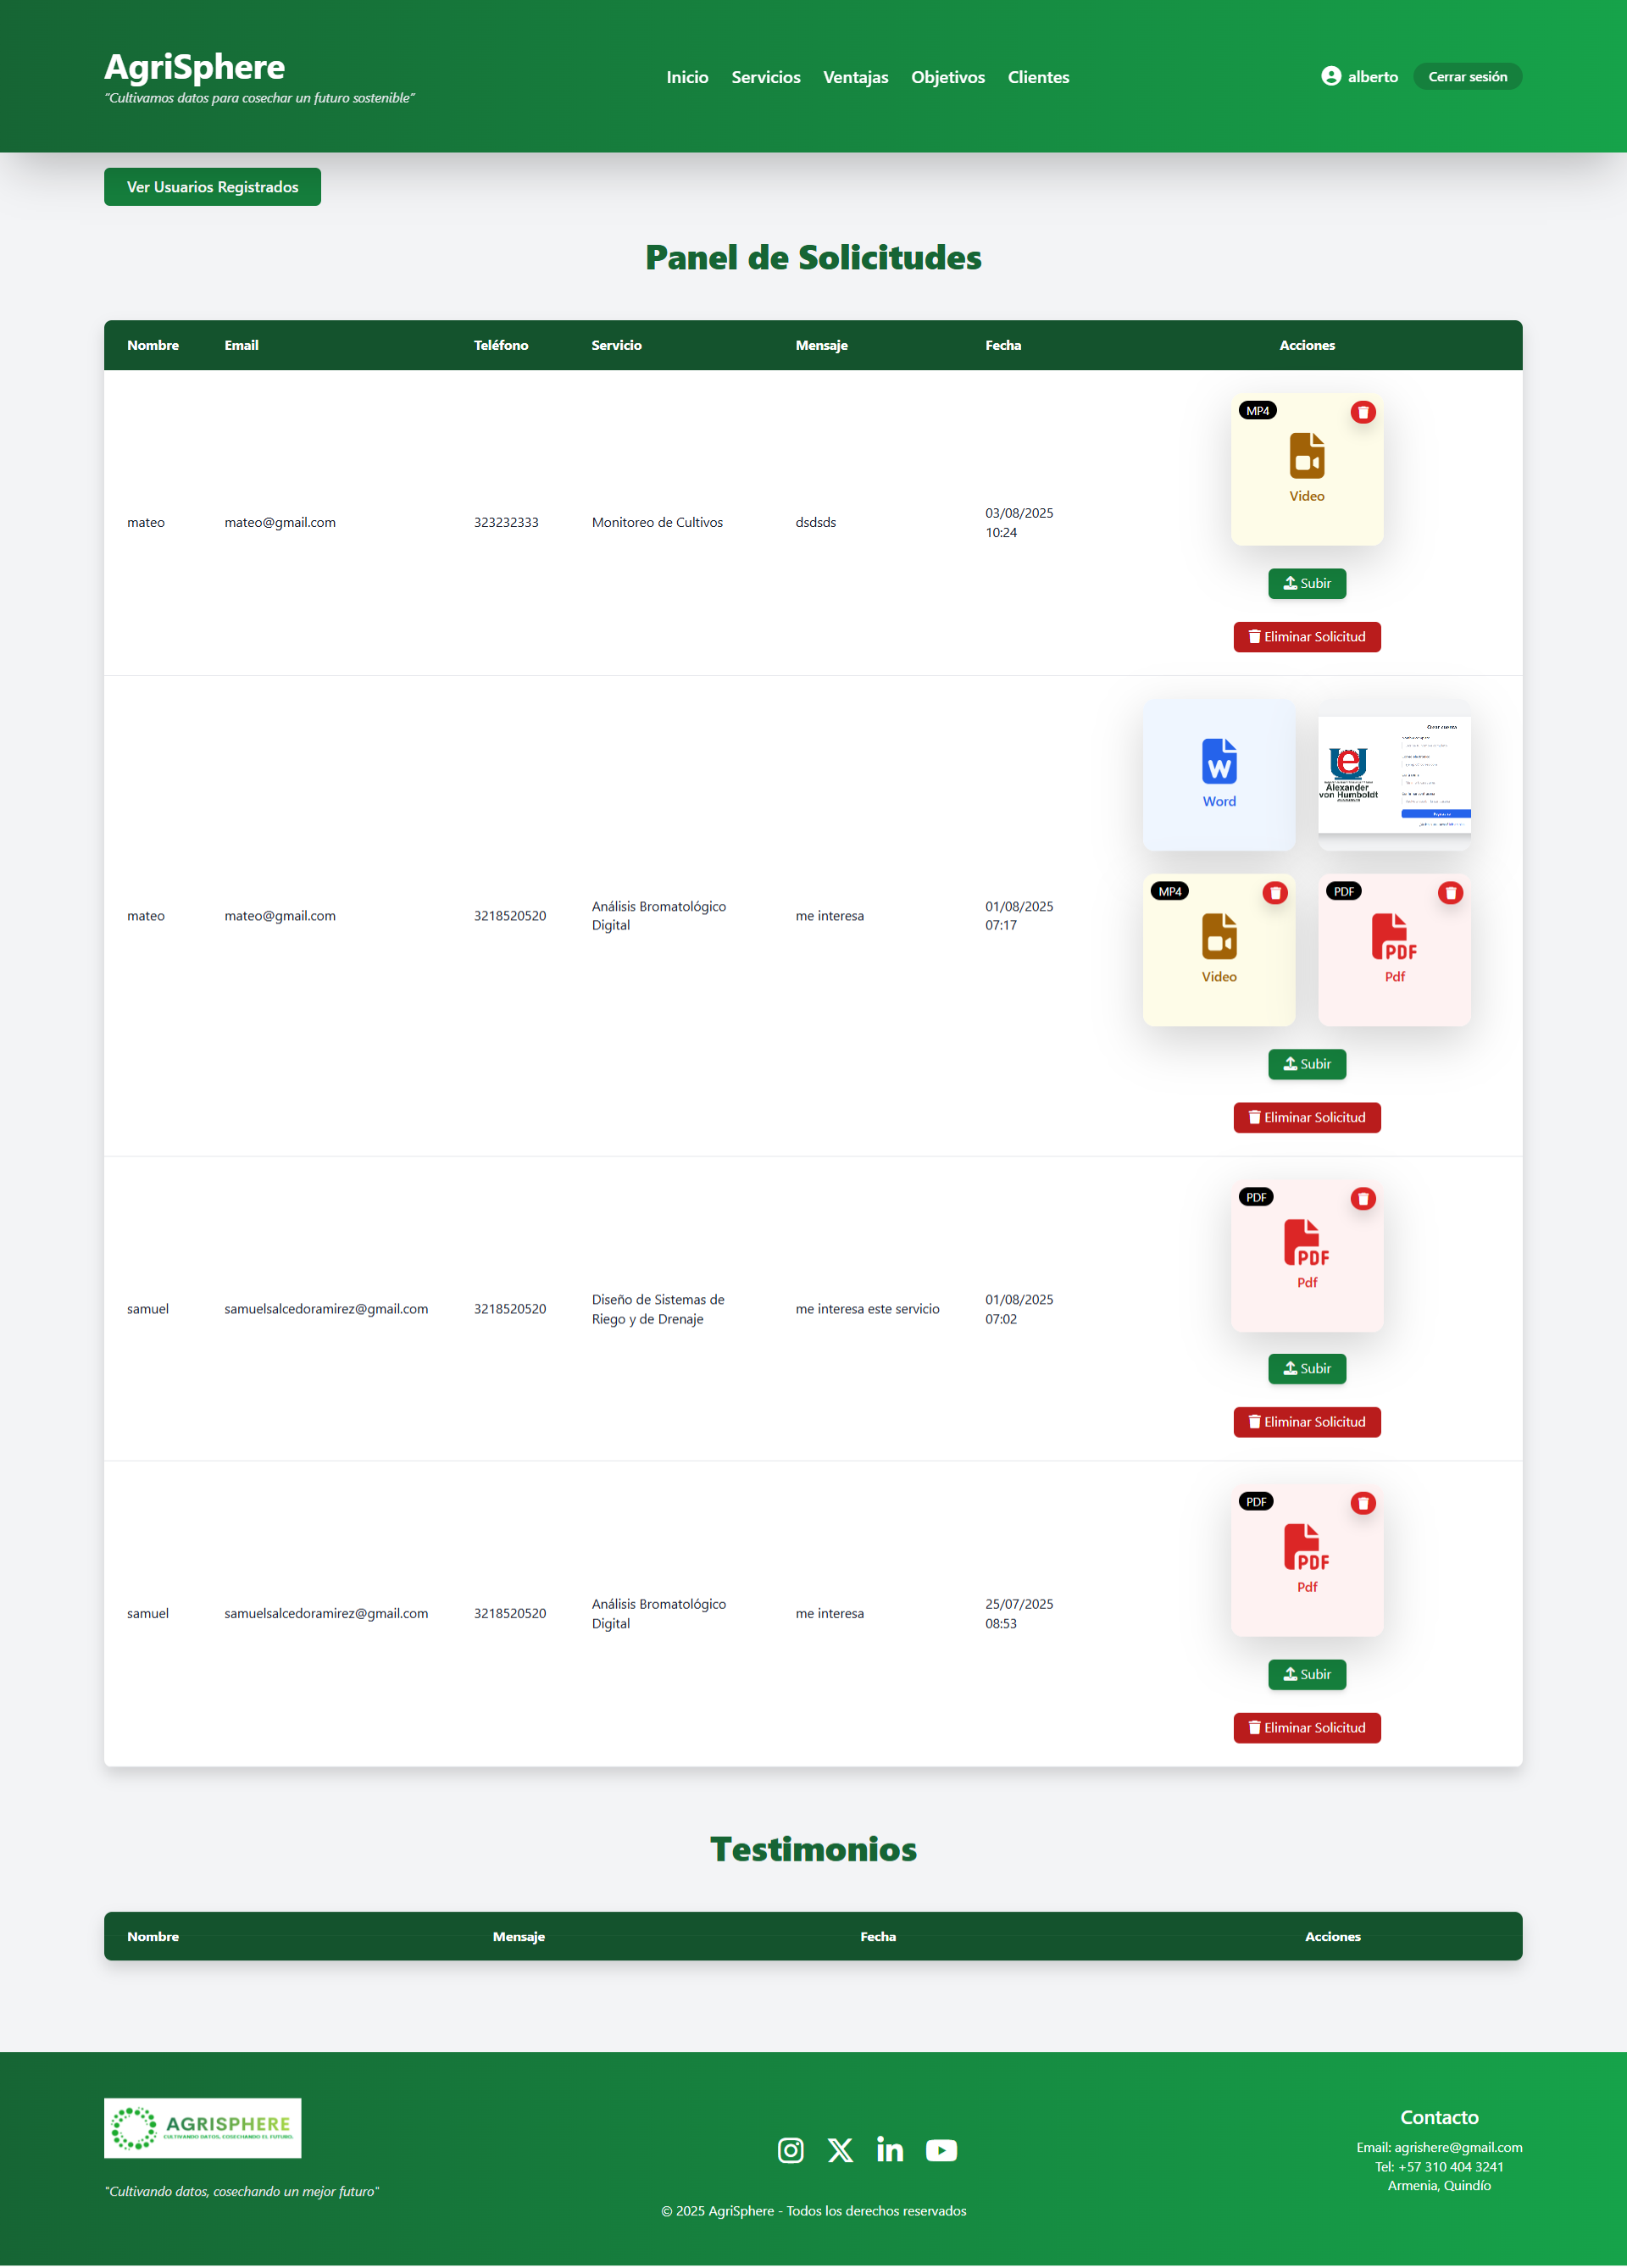 AgriSphere
"Cultivamos datos para cosechar un futuro sostenible"
Inicio Servicios Ventajas Objetivos Clientes
alberto Cerrar sesión
Ver Usuarios Registrados
Panel de Solicitudes
Nombre Email Teléfono Servicio Mensaje Fecha Acciones
MP4
Video
mateo mateo@gmail.com 323232333 Monitoreo de Cultivos dsdsds 03/08/2025 10:24
Subir
Eliminar Solicitud
Word
Crear cuenta
Alexander
von Humboldt
mateo mateo@gmail.com 3218520520 Análisis Bromatológico Digital me interesa 01/08/2025 07:17
MP4
Video
PDF
PDF
Pdf
Subir
Eliminar Solicitud
PDF
PDF
Pdf
samuel samuelsalcedoramirez@gmail.com 3218520520 Diseño de Sistemas de Riego y de Drenaje me interesa este servicio 01/08/2025 07:02
Subir
Eliminar Solicitud
PDF
PDF
Pdf
samuel samuelsalcedoramirez@gmail.com 3218520520 Análisis Bromatológico Digital me interesa 25/07/2025 08:53
Subir
Eliminar Solicitud
Testimonios
Nombre Mensaje Fecha Acciones
AGRISPHERE
CULTIVANDO DATOS, COSECHANDO EL FUTURO.
"Cultivando datos, cosechando un mejor futuro"
© 2025 AgriSphere - Todos los derechos reservados
Contacto
Email: agrishere@gmail.com
Tel: +57 310 404 3241
Armenia, Quindío